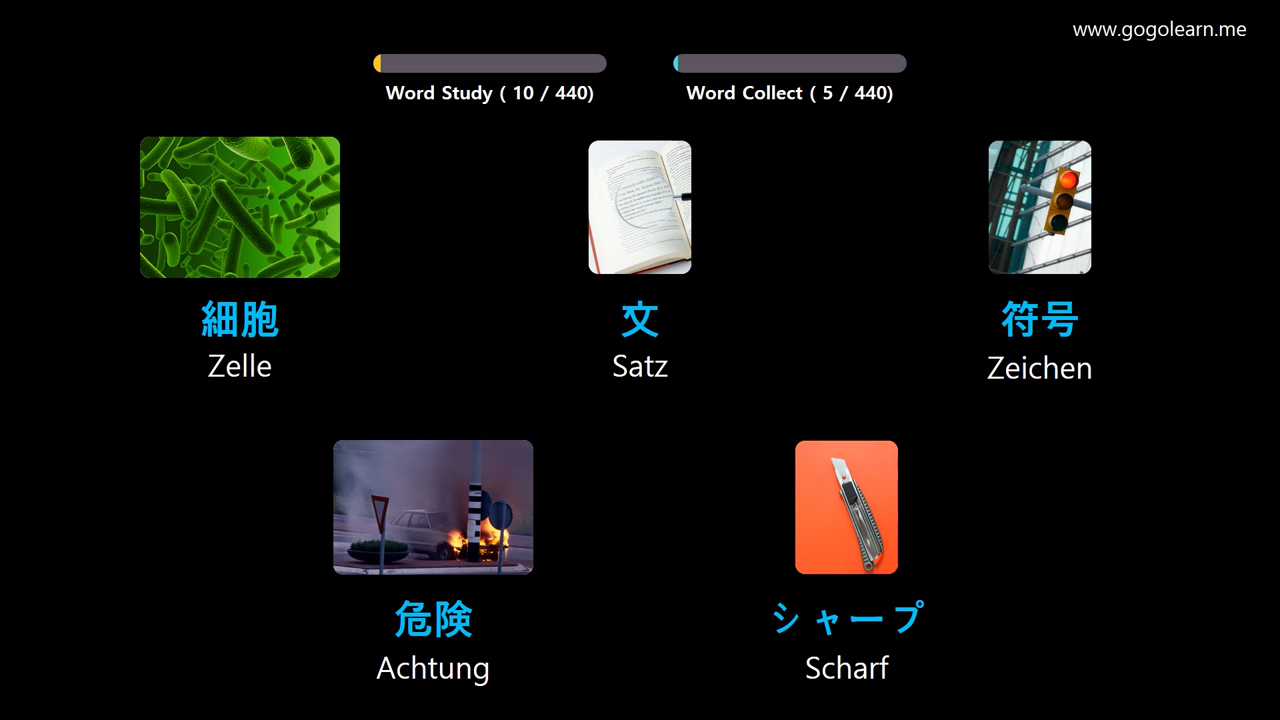 www.gogolearn.me
Word Study ( 10 / 440)
Word Collect ( 5 / 440)
細胞
Zelle
文
Satz
符号
Zeichen
危険
Achtung
シャープ
Scharf